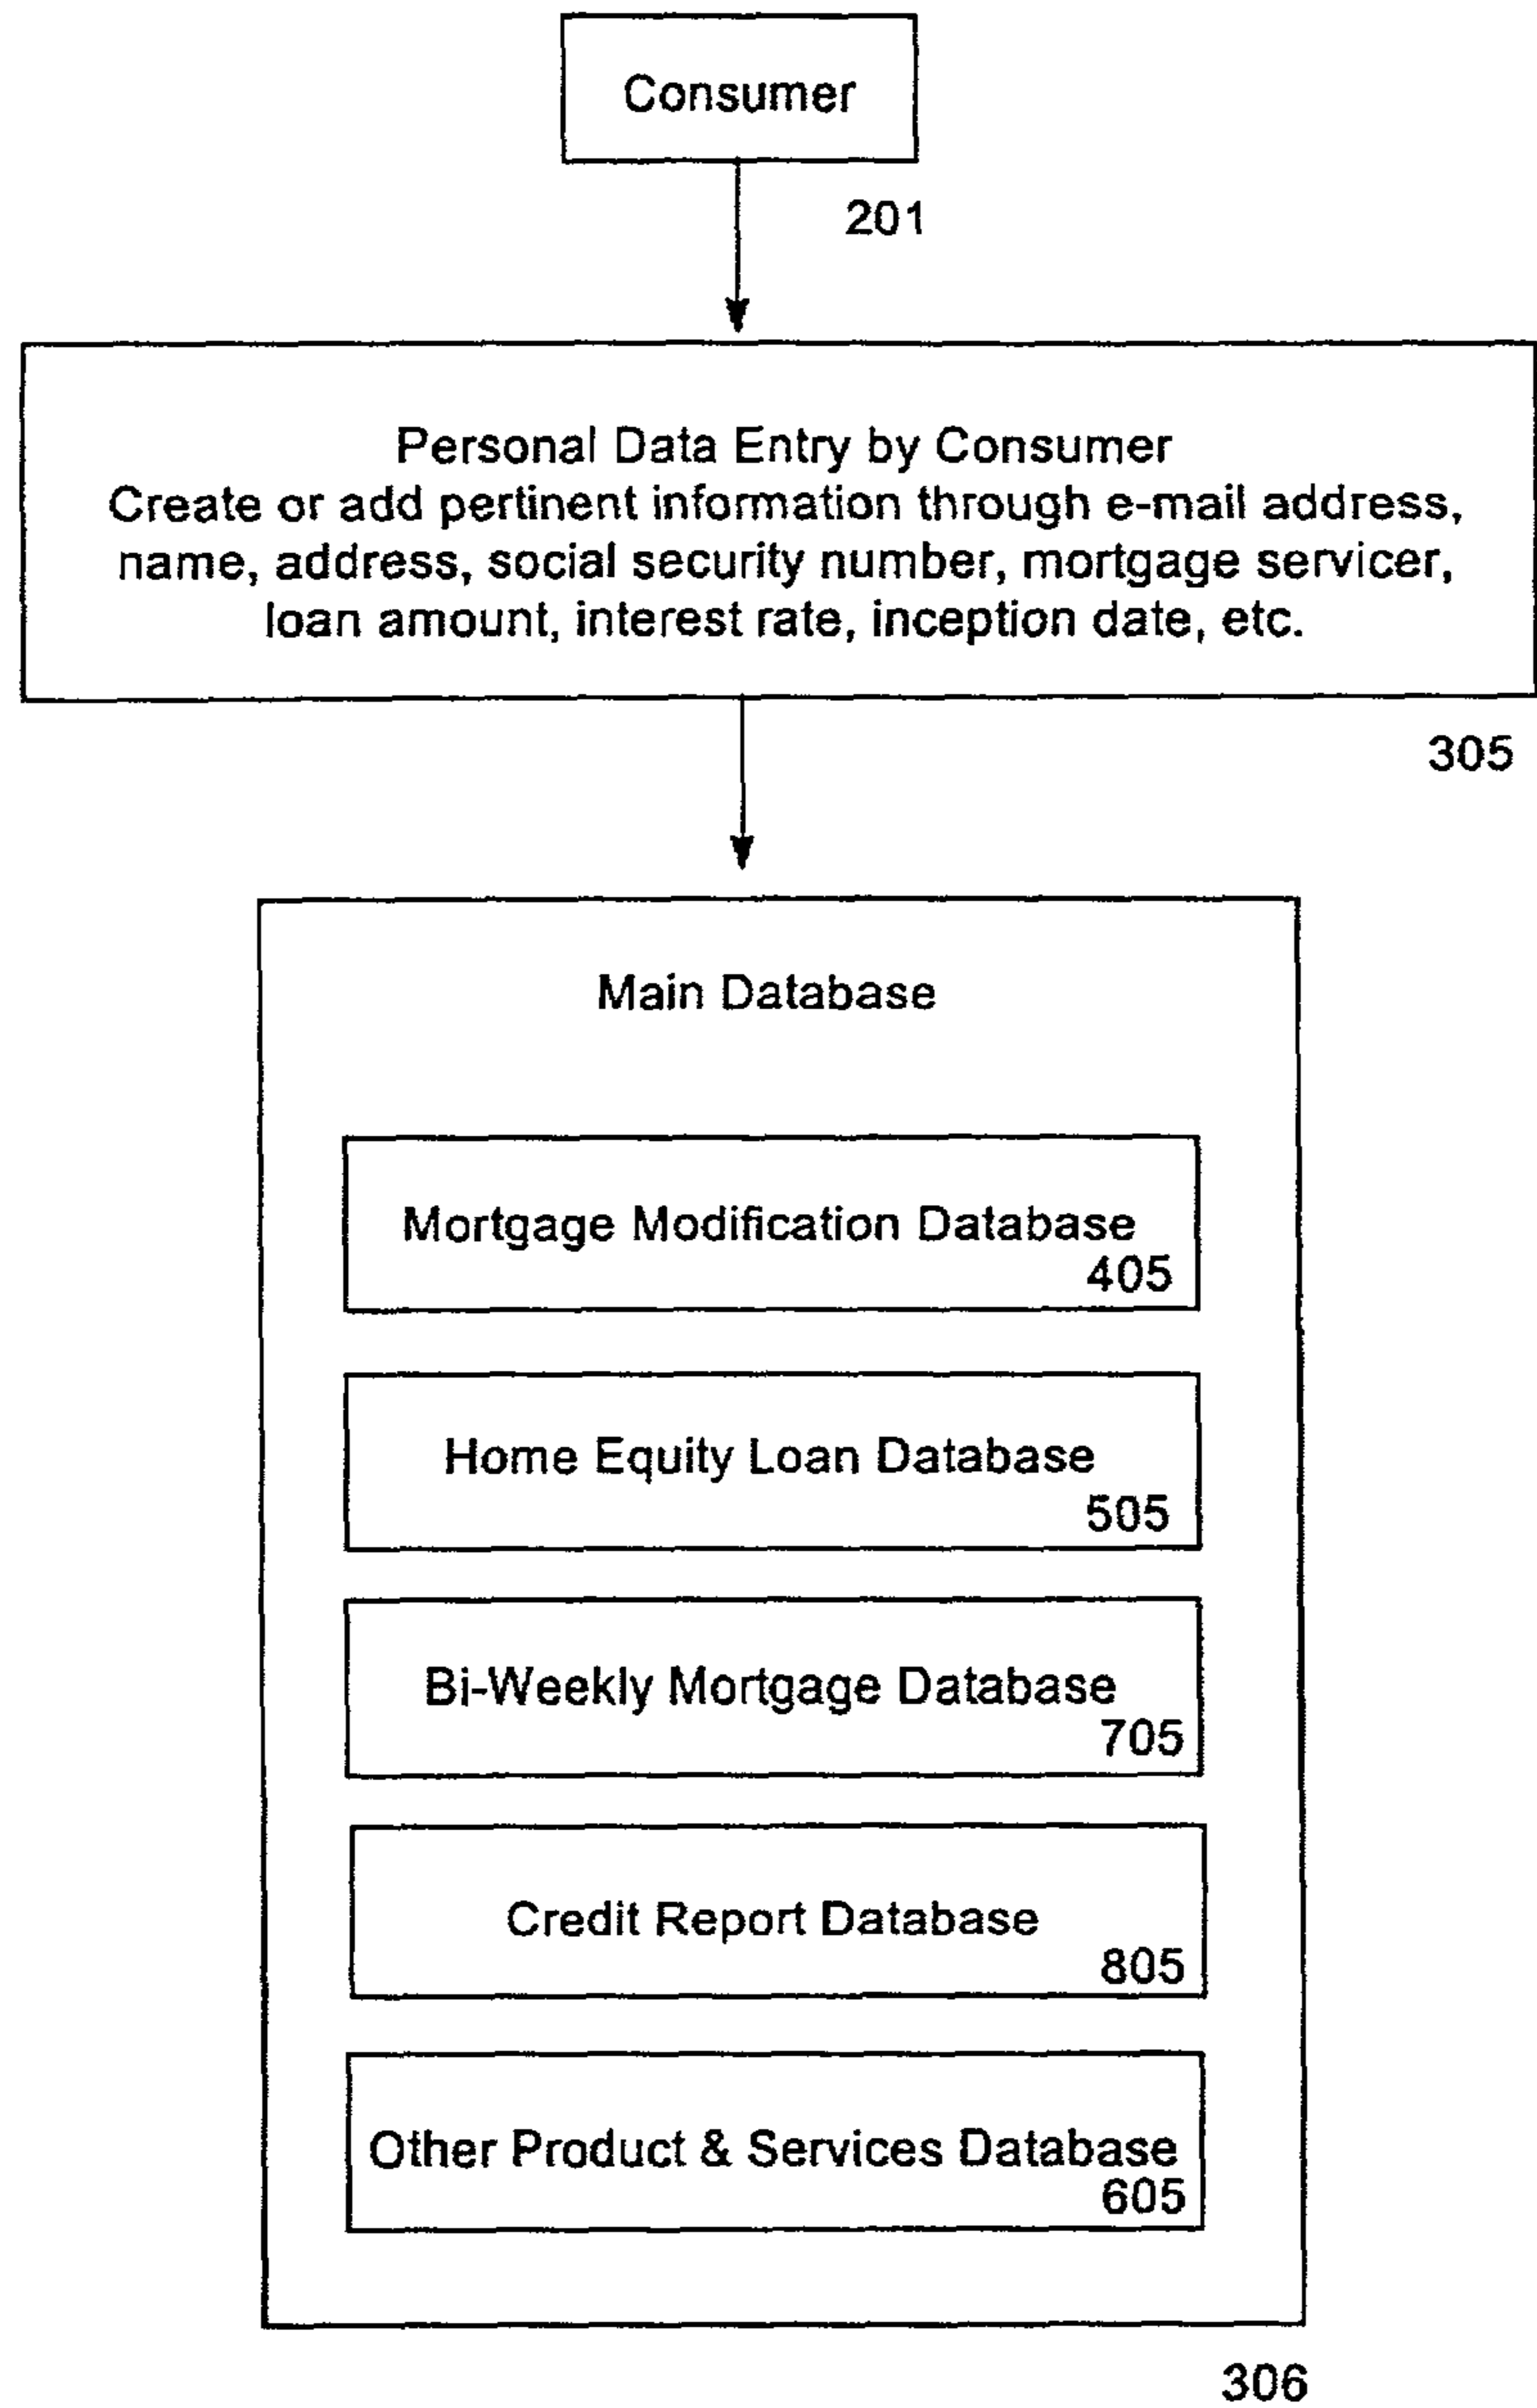 Consumer
201
Personal Data Entry by Consumer
Create or add pertinent information through e-mail address,
name, address, social security number, mortgage servicer,
loan amount, interest rate, inception date, etc.
305
Main Database
Mortgage Modification Database
405
Home Equity Loan Database
505
Bi-Weekly Mortgage Database
705
Credit Report Database
805
Other Product & Services Database
605
306